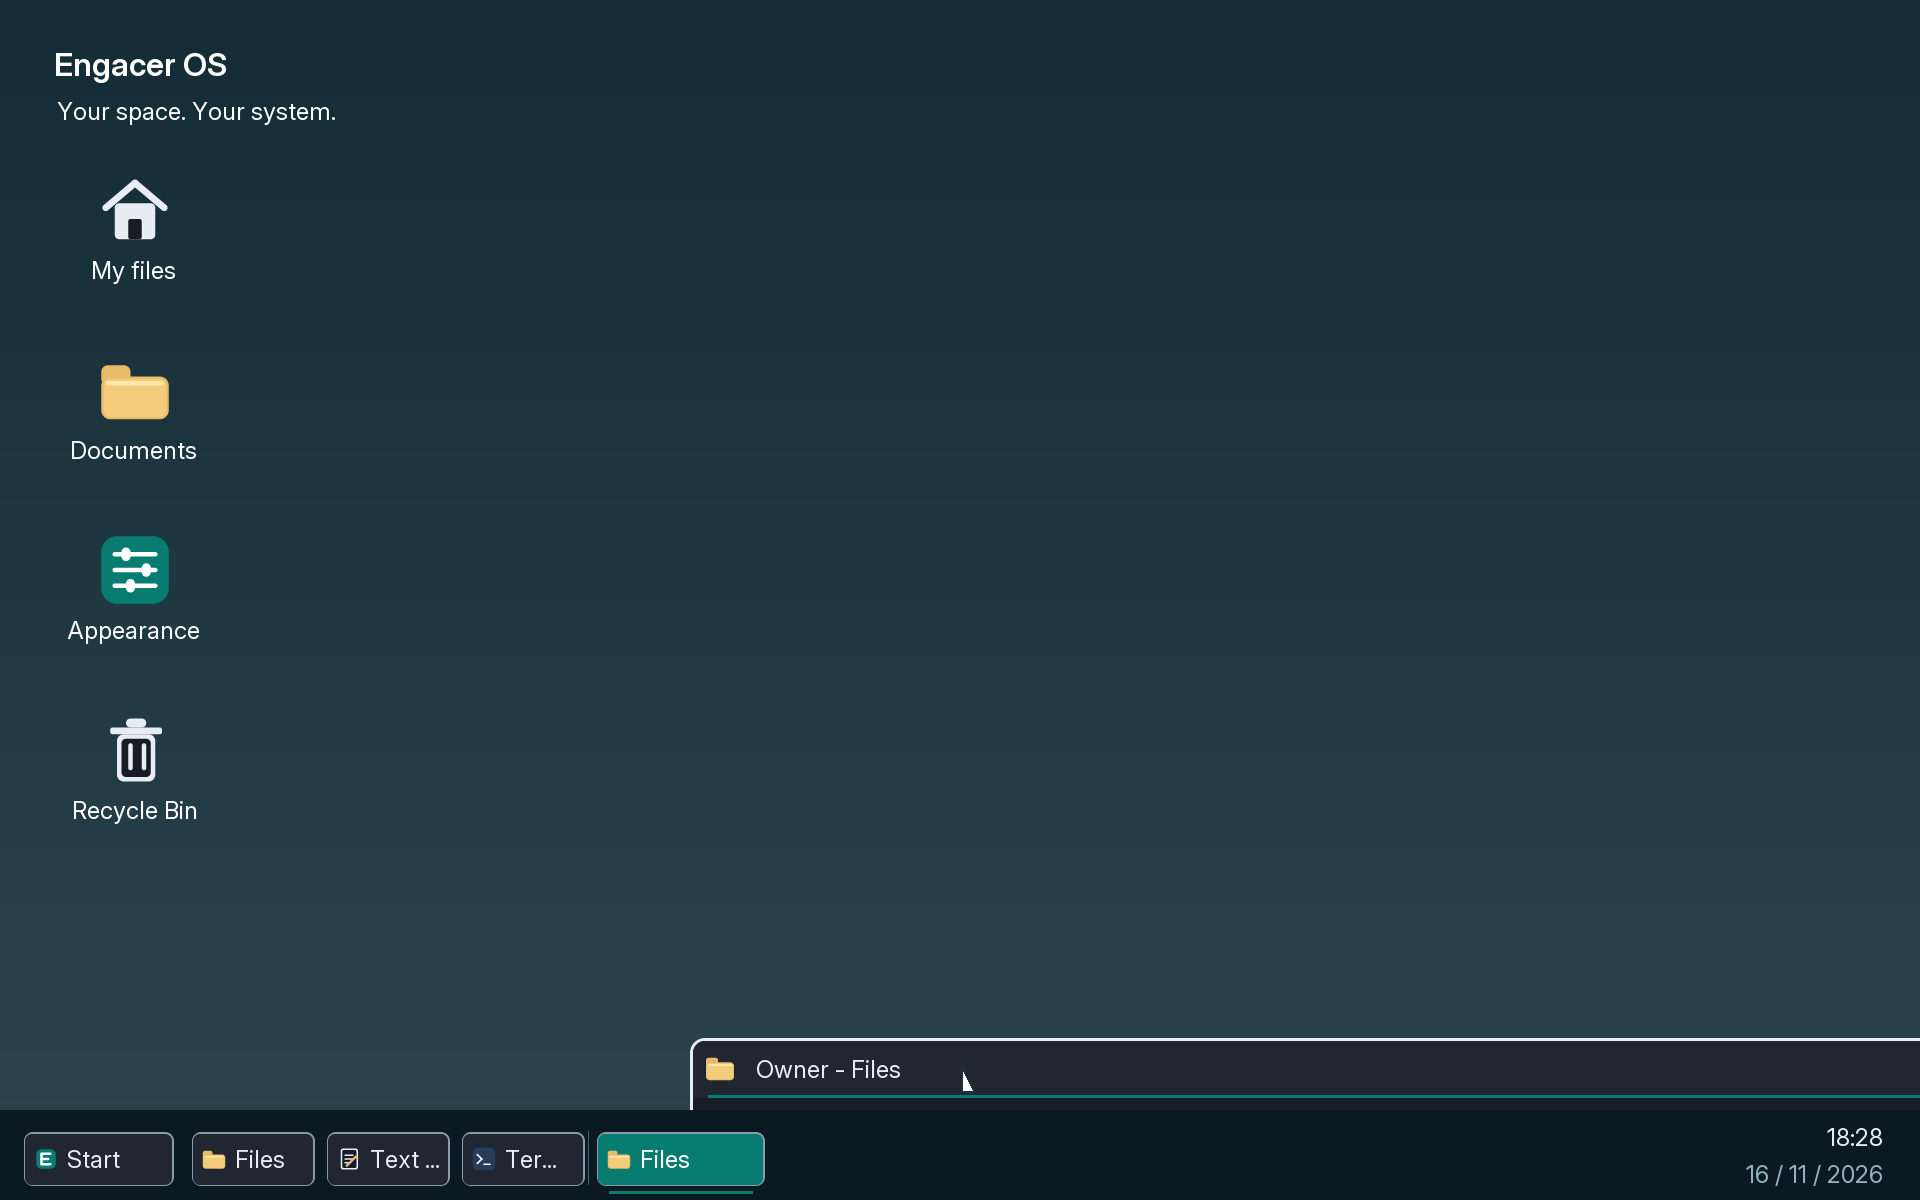 Engacer OS
Your space. Your system.
My files
Documents
Appearance
Recycle Bin
Owner - Files
Start
Files
Text ...
Ter...
Files
18:28
16 / 11 / 2026